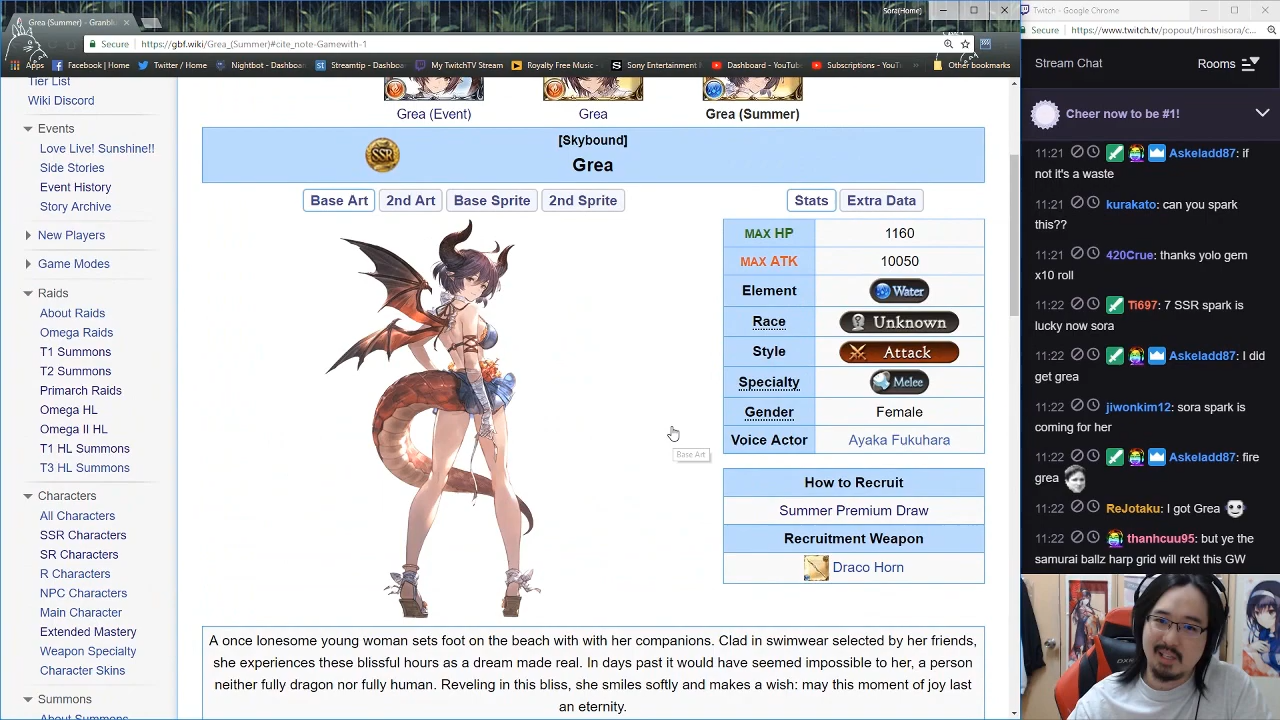 Grea (Summer) - Granblu
Sora(Home)
Twitch - Google Chrome
Secure
https://gbf.wiki/Grea_(Summer)#cite_note-Gamewith-1
Secure
https://www.twitch.tv/popout/hiroshisora/c...
Apps
Facebook | Home
Twitter / Home
Nightbot - Dashboa
Streamtip - Dashboar
My TwitchTV Stream
Royalty Free Music -
Sony Entertainment
Dashboard - YouTub
Subscriptions - YouT
Other bookmarks
Tier List
Wiki Discord
Events
Love Live! Sunshine!!
Side Stories
Event History
Story Archive
New Players
Game Modes
Raids
About Raids
Omega Raids
T1 Summons
T2 Summons
Primarch Raids
Omega HL
Omega II HL
T1 HL Summons
T3 HL Summons
Characters
All Characters
SSR Characters
SR Characters
R Characters
NPC Characters
Main Character
Extended Mastery
Weapon Specialty
Character Skins
Summons
About Summons
Grea (Event)
Grea
Grea (Summer)
SSR
[Skybound]
Grea
Base Art
2nd Art
Base Sprite
2nd Sprite
Stats
Extra Data
MAX HP 1160
MAX ATK 10050
Element Water
Race Unknown
Style Attack
Specialty Melee
Gender Female
Voice Actor Ayaka Fukuhara
Base Art
How to Recruit
Summer Premium Draw
Recruitment Weapon
Draco Horn
A once lonesome young woman sets foot on the beach with with her companions. Clad in swimwear selected by her friends,
she experiences these blissful hours as a dream made real. In days past it would have seemed impossible to her, a person
neither fully dragon nor fully human. Reveling in this bliss, she smiles softly and makes a wish: may this moment of joy last
an eternity.
Stream Chat
Rooms
Cheer now to be #1!
11:21 Askeladd87: if
not it's a waste
11:21 kurakato: can you spark
this??
11:21 420Crue: thanks yolo gem
x10 roll
11:22 Ti697: 7 SSR spark is
lucky now sora
11:22 Askeladd87: I did
get grea
11:22 jiwonkim12: sora spark is
coming for her
11:22 Askeladd87: fire
grea
11:22 ReJotaku: I got Grea
11:22 thanhcuu95: but ye the
samurai ballz harp grid will rekt this GW